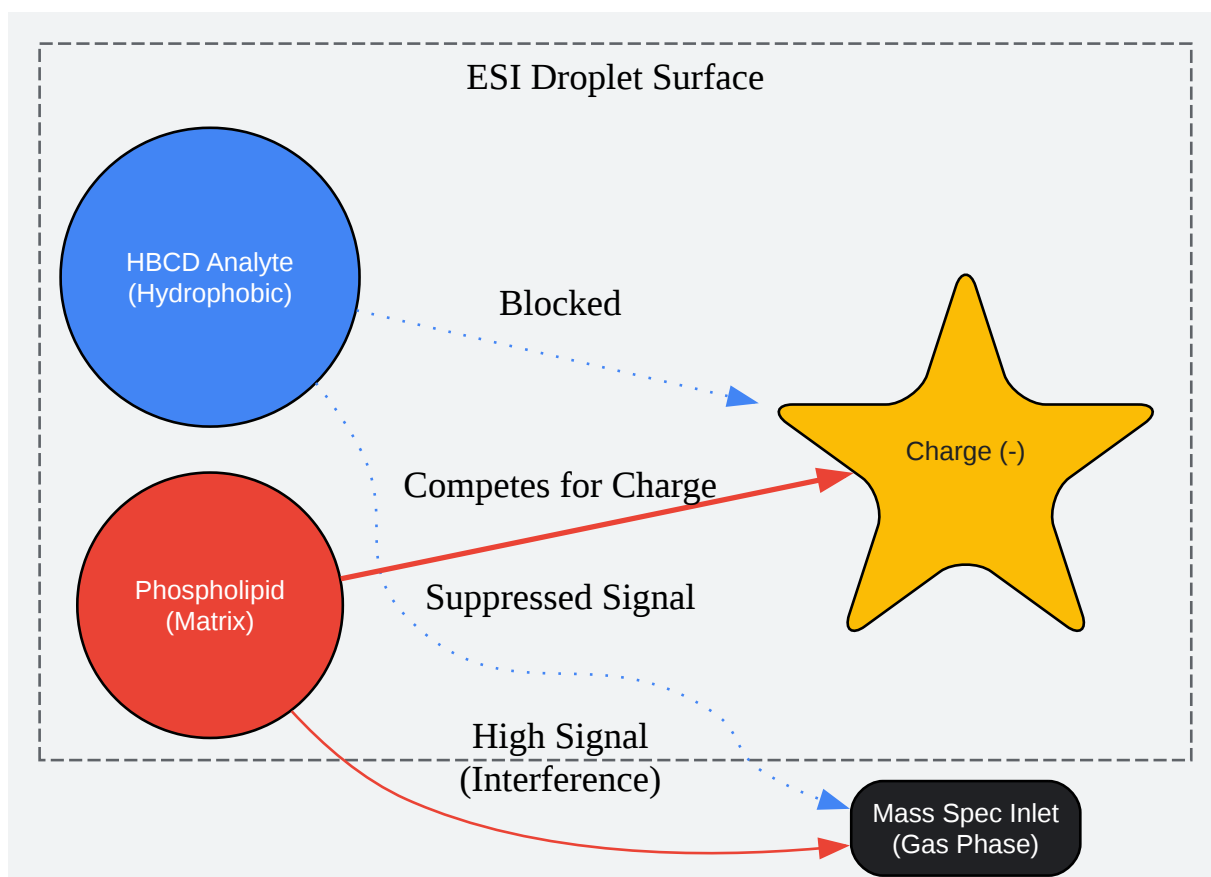 ESI Droplet Surface
HBCD Analyte
(Hydrophobic)
Blocked
Charge (-)
Competes for Charge
Phospholipid
(Matrix)
Suppressed Signal
High Signal
(Interference)
Mass Spec Inlet
(Gas Phase)